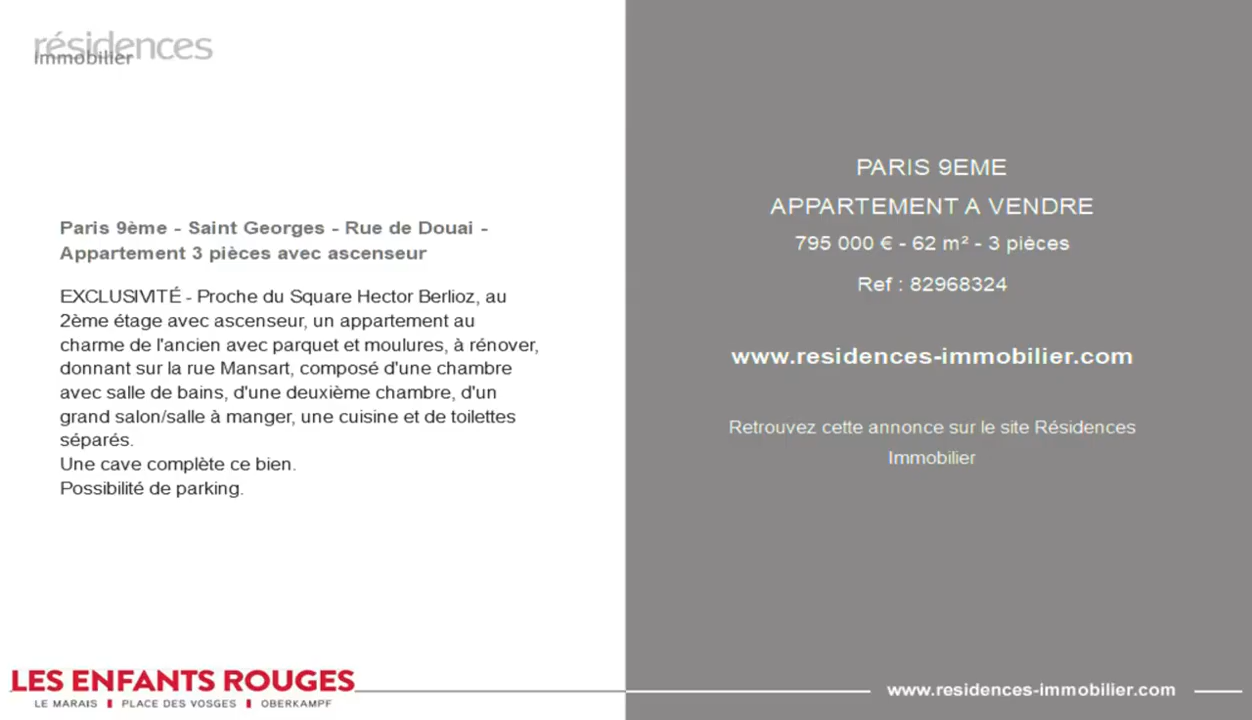 résidences
Immobilier
Paris 9ème - Saint Georges - Rue de Douai -
Appartement 3 pièces avec ascenseur
EXCLUSIVITÉ - Proche du Square Hector Berlioz, au
2ème étage avec ascenseur, un appartement au
charme de l'ancien avec parquet et moulures, à rénover,
donnant sur la rue Mansart, composé d'une chambre
avec salle de bains, d'une deuxième chambre, d'un
grand salon/salle à manger, une cuisine et de toilettes
séparés.
Une cave complète ce bien.
Possibilité de parking.
LES ENFANTS ROUGES
LE MARAIS PLACE DES VOSGES OBERKAMPF
PARIS 9EME
APPARTEMENT A VENDRE
795 000 € - 62 m² - 3 pièces
Ref : 82968324
www.residences-immobilier.com
Retrouvez cette annonce sur le site Résidences
Immobilier
www.residences-immobilier.com